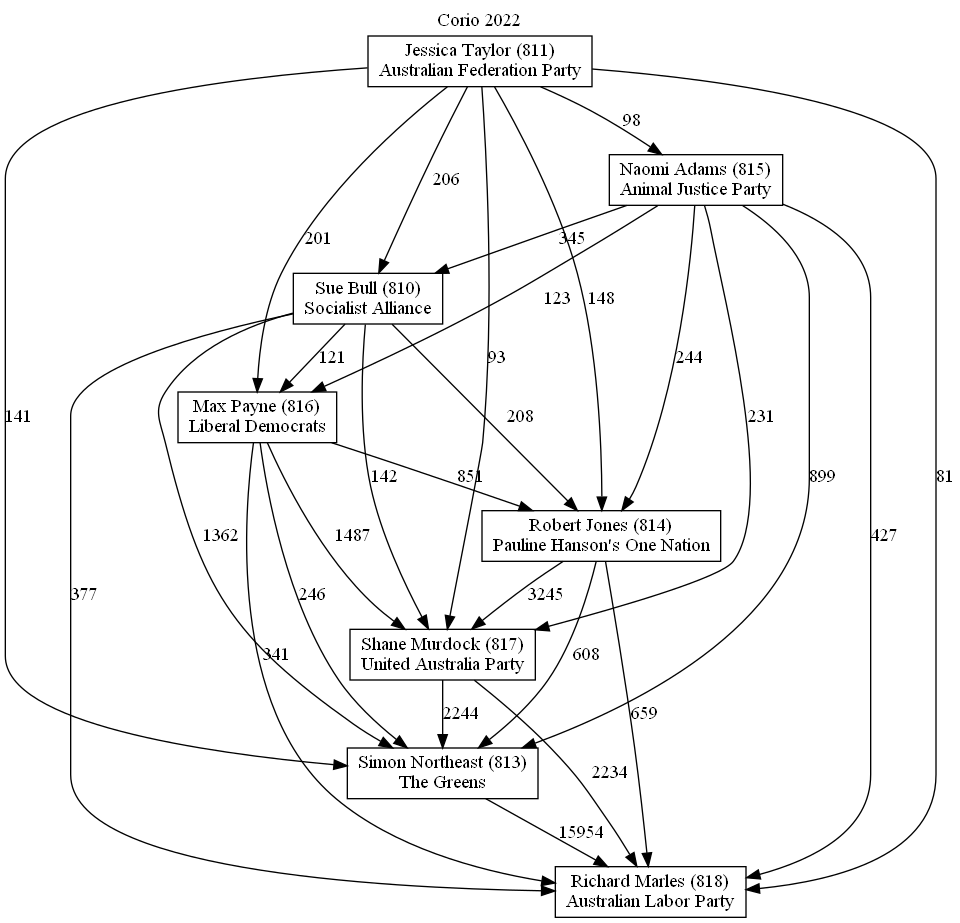 Corio 2022
Jessica Taylor (811)
Australian Federation Party
98
Naomi Adams (815)
Animal Justice Party
206
201
345
Sue Bull (810)
Socialist Alliance
123
148
121
93
244
Max Payne (816)
Liberal Democrats
208
141
231
142
851
899
81
Robert Jones (814)
Pauline Hanson's One Nation
1362
1487
427
377
246
3245
Shane Murdock (817)
United Australia Party
341
608
2244
659
Simon Northeast (813)
The Greens
2234
15954
Richard Marles (818)
Australian Labor Party